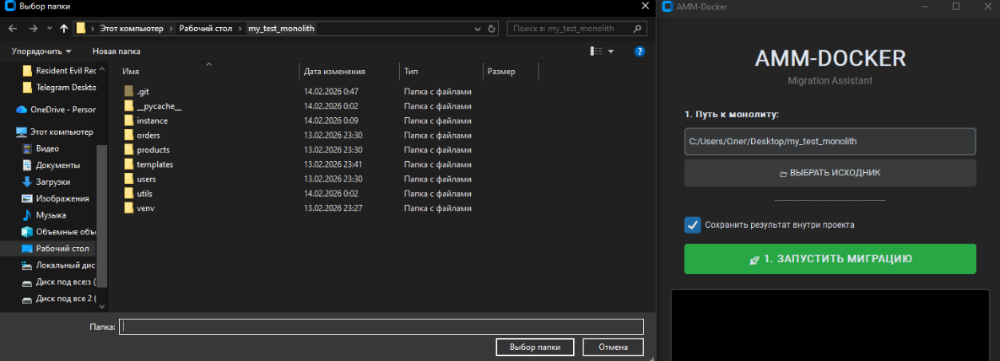 Выбор папки
Этот компьютер > Рабочий стол > my_test_monolith
Поиск в: my_test_monolith
Упорядочить
Новая папка
Resident Evil Rec
Telegram Deskto
OneDrive - Person
Этот компьютер
Видео
Документы
Загрузки
Изображения
Музыка
Объемные объе
Рабочий стол
Локальный дис
Диск под все:s (
Диск под все 2 (
Имя Дата изменения Тип Размер
.git 14.02.2026 0:47 Папка с файлами
__pycache__ 14.02.2026 0:02 Папка с файлами
instance 14.02.2026 0:09 Папка с файлами
orders 13.02.2026 23:30 Папка с файлами
products 13.02.2026 23:30 Папка с файлами
templates 13.02.2026 23:41 Папка с файлами
users 13.02.2026 23:30 Папка с файлами
utils 14.02.2026 0:02 Папка с файлами
venv 13.02.2026 23:27 Папка с файлами
Папка:
Выбор папки
Отмена
AMM-Docker
AMM-DOCKER
Migration Assistant
1. Путь к монолиту:
C:/Users/Олег/Desktop/my_test_monolith
ВЫБРАТЬ ИСХОДНИК
Сохранить результат внутри проекта
1. ЗАПУСТИТЬ МИГРАЦИЮ